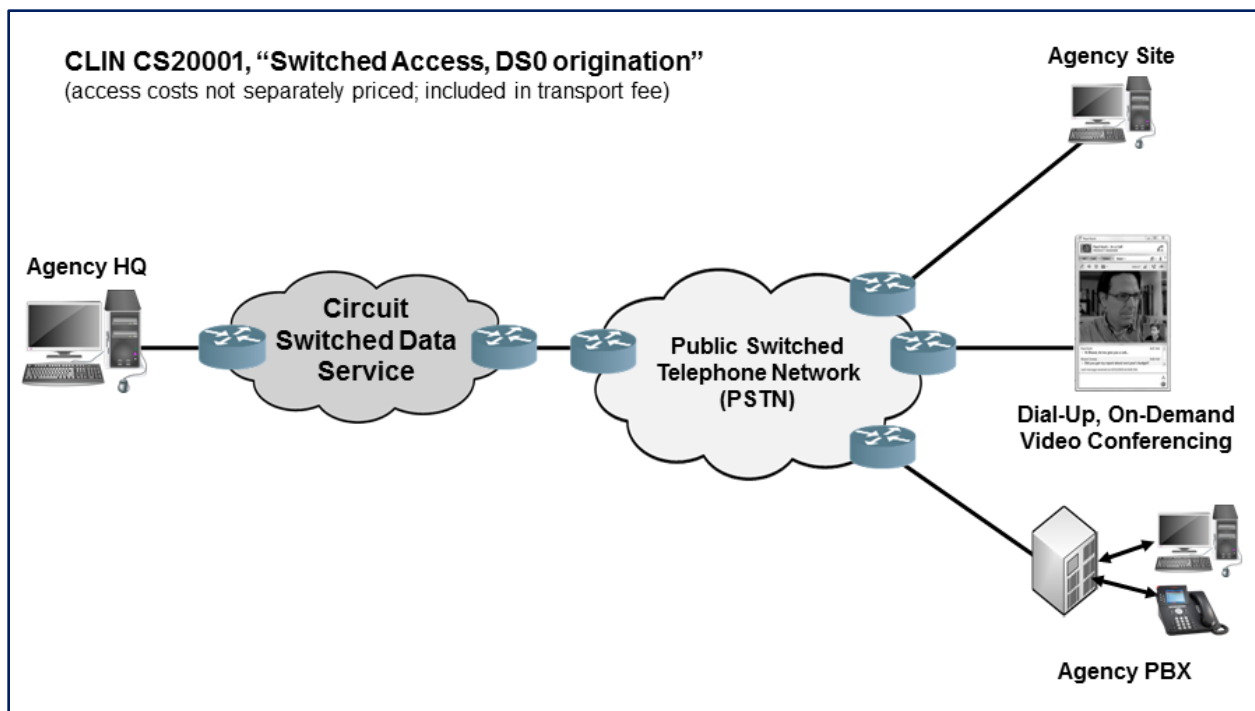 CLIN CS20001, “Switched Access, DS0 origination”
(access costs not separately priced; included in transport fee)
Agency Site
Agency HQ
Circuit
Switched Data
Service
Public Switched
Telephone Network
(PSTN)
Dial-Up, On-Demand
Video Conferencing
Agency PBX